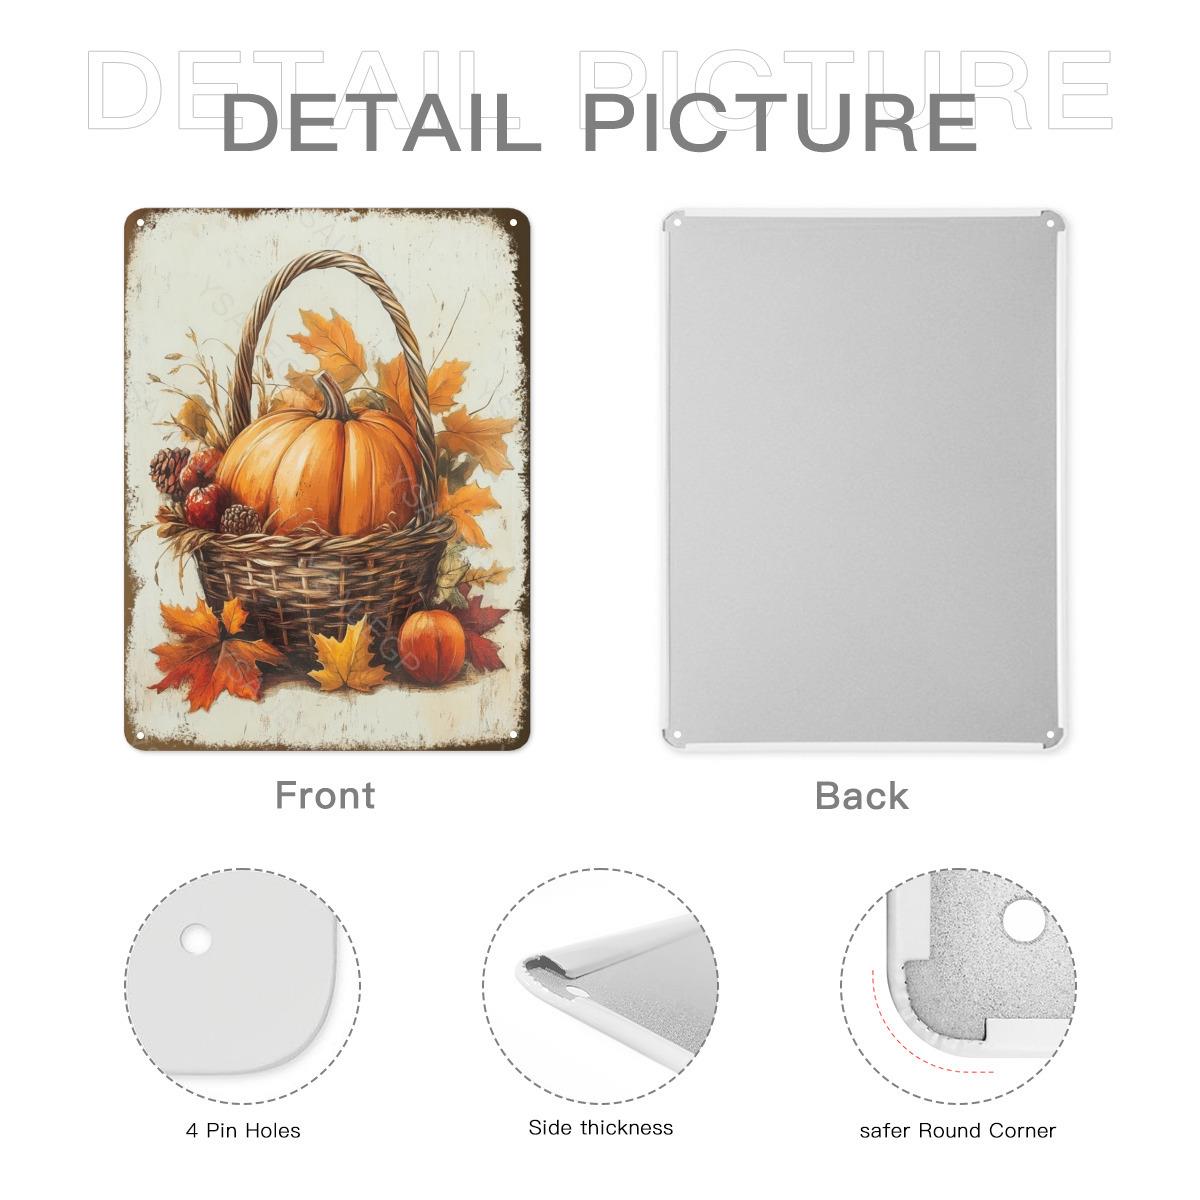 DETAIL PICTURE
DETAIL PICTURE
Front
Back
4 Pin Holes
Side thickness
safer Round Corner